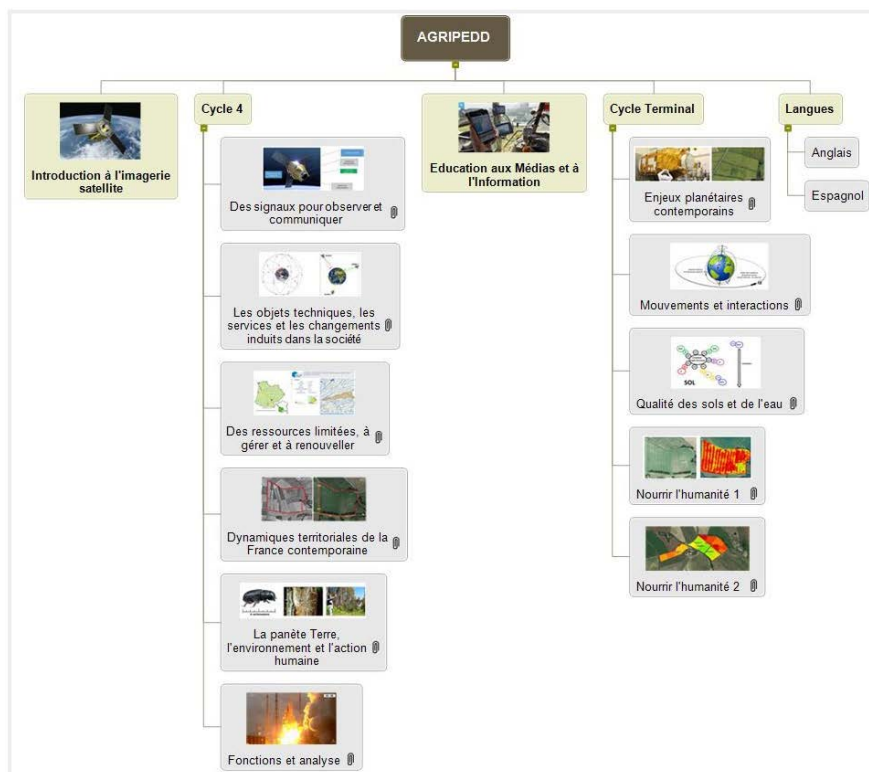 AGRIPEDD
Introduction à l'imagerie
satellite
Cycle 4
Des signaux pour observer et
communiquer
Les objets techniques, les
services et les changements
induits dans la société
Des ressources limitées, à
gérer et à renouveller
Dynamiques territoriales de la
France contemporaine
La panète Terre,
l'environnement et l'action
humaine
Fonctions et analyse
Education aux Médias et à
l'Information
Cycle Terminal
Enjeux planétaires
contemporains
Mouvements et interactions
SOL
Qualité des sols et de l'eau
Nourrir l'humanité 1
Nourrir l'humanité 2
Langues
Anglais
Espagnol